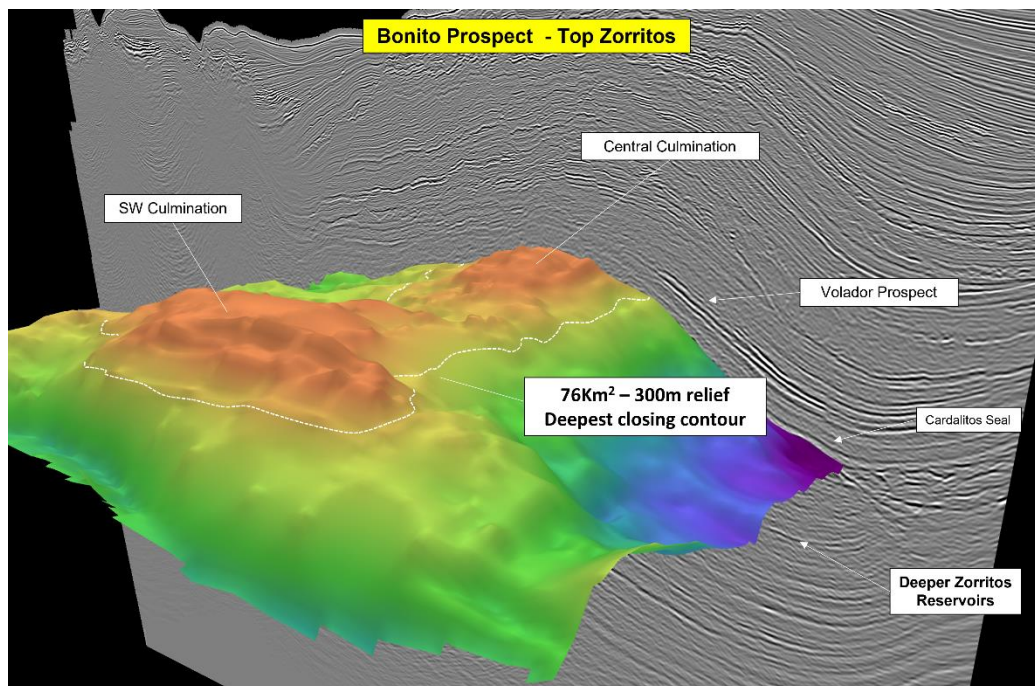 Bonito Prospect - Top Zorritos
Central Culmination
SW Culmination
Volador Prospect
76Km² – 300m relief
Deepest closing contour
Cardalitos Seal
Deeper Zorritos
Reservoirs